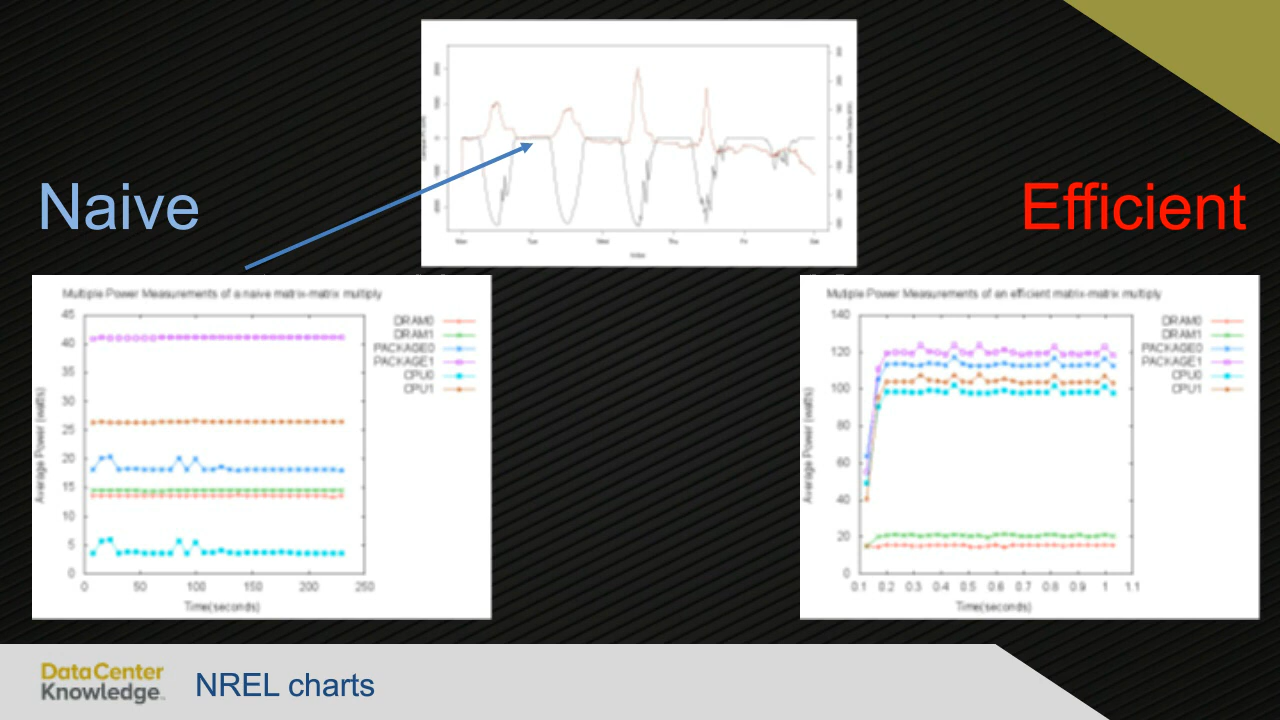 Mon
Tue
Wed
Thu
Fri
Sat
Index
Naive
Efficient
Multiple Power Measurements of a naive matrix-matrix multiply
45
40
35
30
25
20
15
10
5
0
Average Power (watts)
0 50 100 150 200 250
Time(seconds)
DRAM0
DRAM1
PACKAGE0
PACKAGE1
CPU0
CPU1
Multiple Power Measurements of an efficient matrix-matrix multiply
140
120
100
80
60
40
20
0
Average Power (watts)
0.1 0.2 0.3 0.4 0.5 0.6 0.7 0.8 0.9 1 1.1
Time(seconds)
DRAM0
DRAM1
PACKAGE0
PACKAGE1
CPU0
CPU1
DataCenter
Knowledge
NREL charts